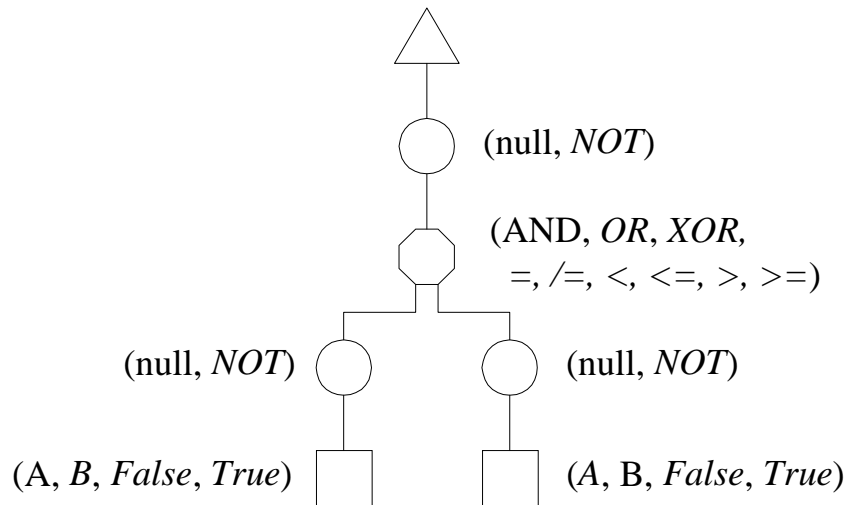 (null, NOT)
(AND, OR, XOR,
=, /=, <, <=, >, >=)
(null, NOT)
(null, NOT)
(A, B, False, True)
(A, B, False, True)